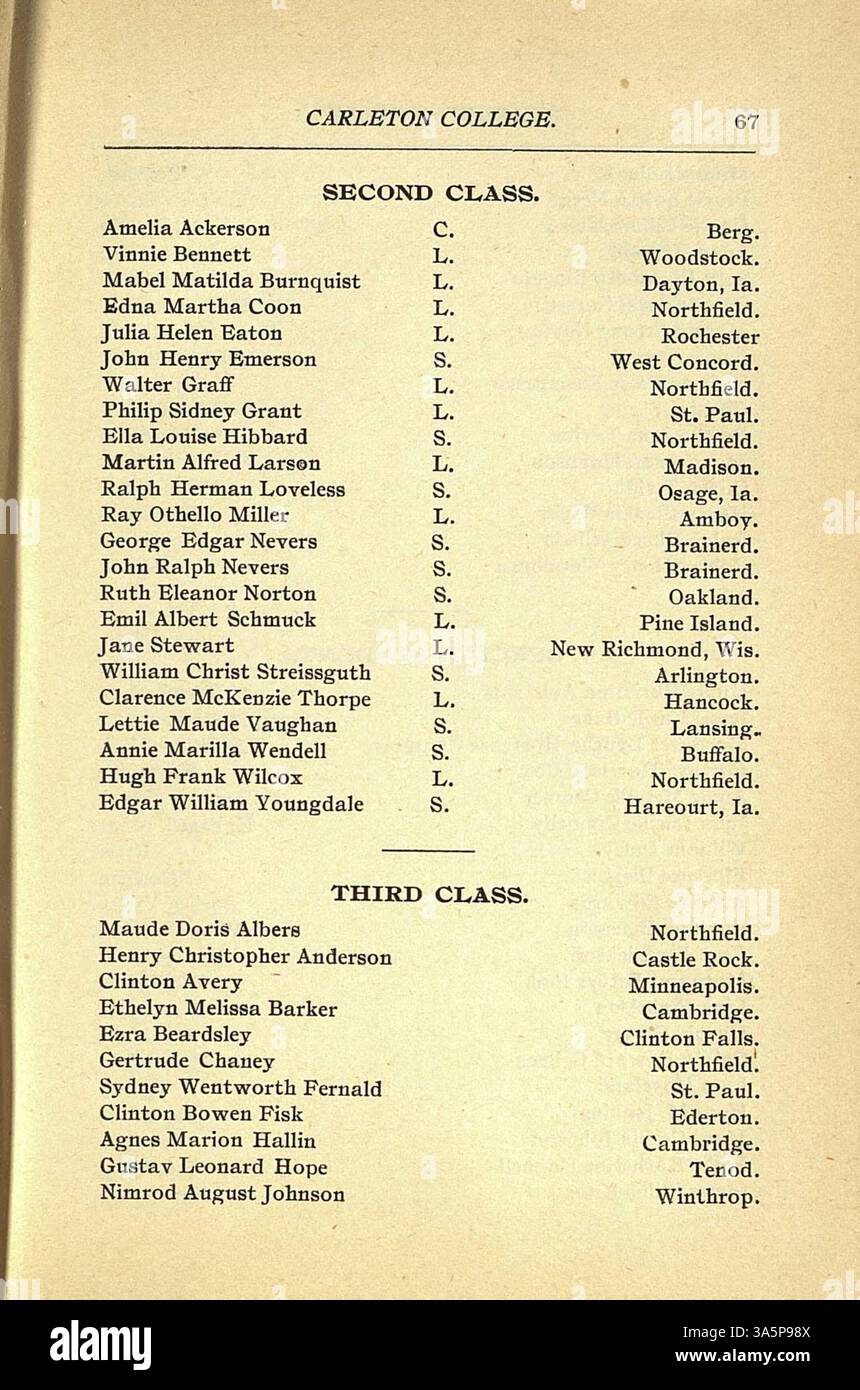 CARLETON COLLEGE. 67
SECOND CLASS.
Amelia Ackerson C. Berg.
Vinnie Bennett L. Woodstock.
Mabel Matilda Burnquist L. Dayton, Ia.
Edna Martha Coon L. Northfield.
Julia Helen Eaton L. Rochester
John Henry Emerson S. West Concord.
Walter Graff L. Northfield.
Philip Sidney Grant L. St. Paul.
Ella Louise Hibbard S. Northfield.
Martin Alfred Larson L. Madison.
Ralph Herman Loveless S. Osage, Ia.
Ray Othello Miller L. Amboy.
George Edgar Nevers S. Brainerd.
John Ralph Nevers S. Brainerd.
Ruth Eleanor Norton S. Oakland.
Emil Albert Schmuck L. Pine Island.
Jane Stewart L. New Richmond, Wis.
William Christ Streissguth S. Arlington.
Clarence McKenzie Thorpe L. Hancock.
Lettie Maude Vaughan S. Lansing.
Annie Marilla Wendell S. Buffalo.
Hugh Frank Wilcox L. Northfield.
Edgar William Youngdale S. Hareourt, Ia.
THIRD CLASS.
Maude Doris Albers Northfield.
Henry Christopher Anderson Castle Rock.
Clinton Avery Minneapolis.
Ethelyn Melissa Barker Cambridge.
Ezra Beardsley Clinton Falls.
Gertrude Chaney Northfield.
Sydney Wentworth Fernald St. Paul.
Clinton Bowen Fisk Ederton.
Agnes Marion Hallin Cambridge.
Gustav Leonard Hope Tenod.
Nimrod August Johnson Winthrop.
alamy
Image ID: 3A5P98X
www.alamy.com